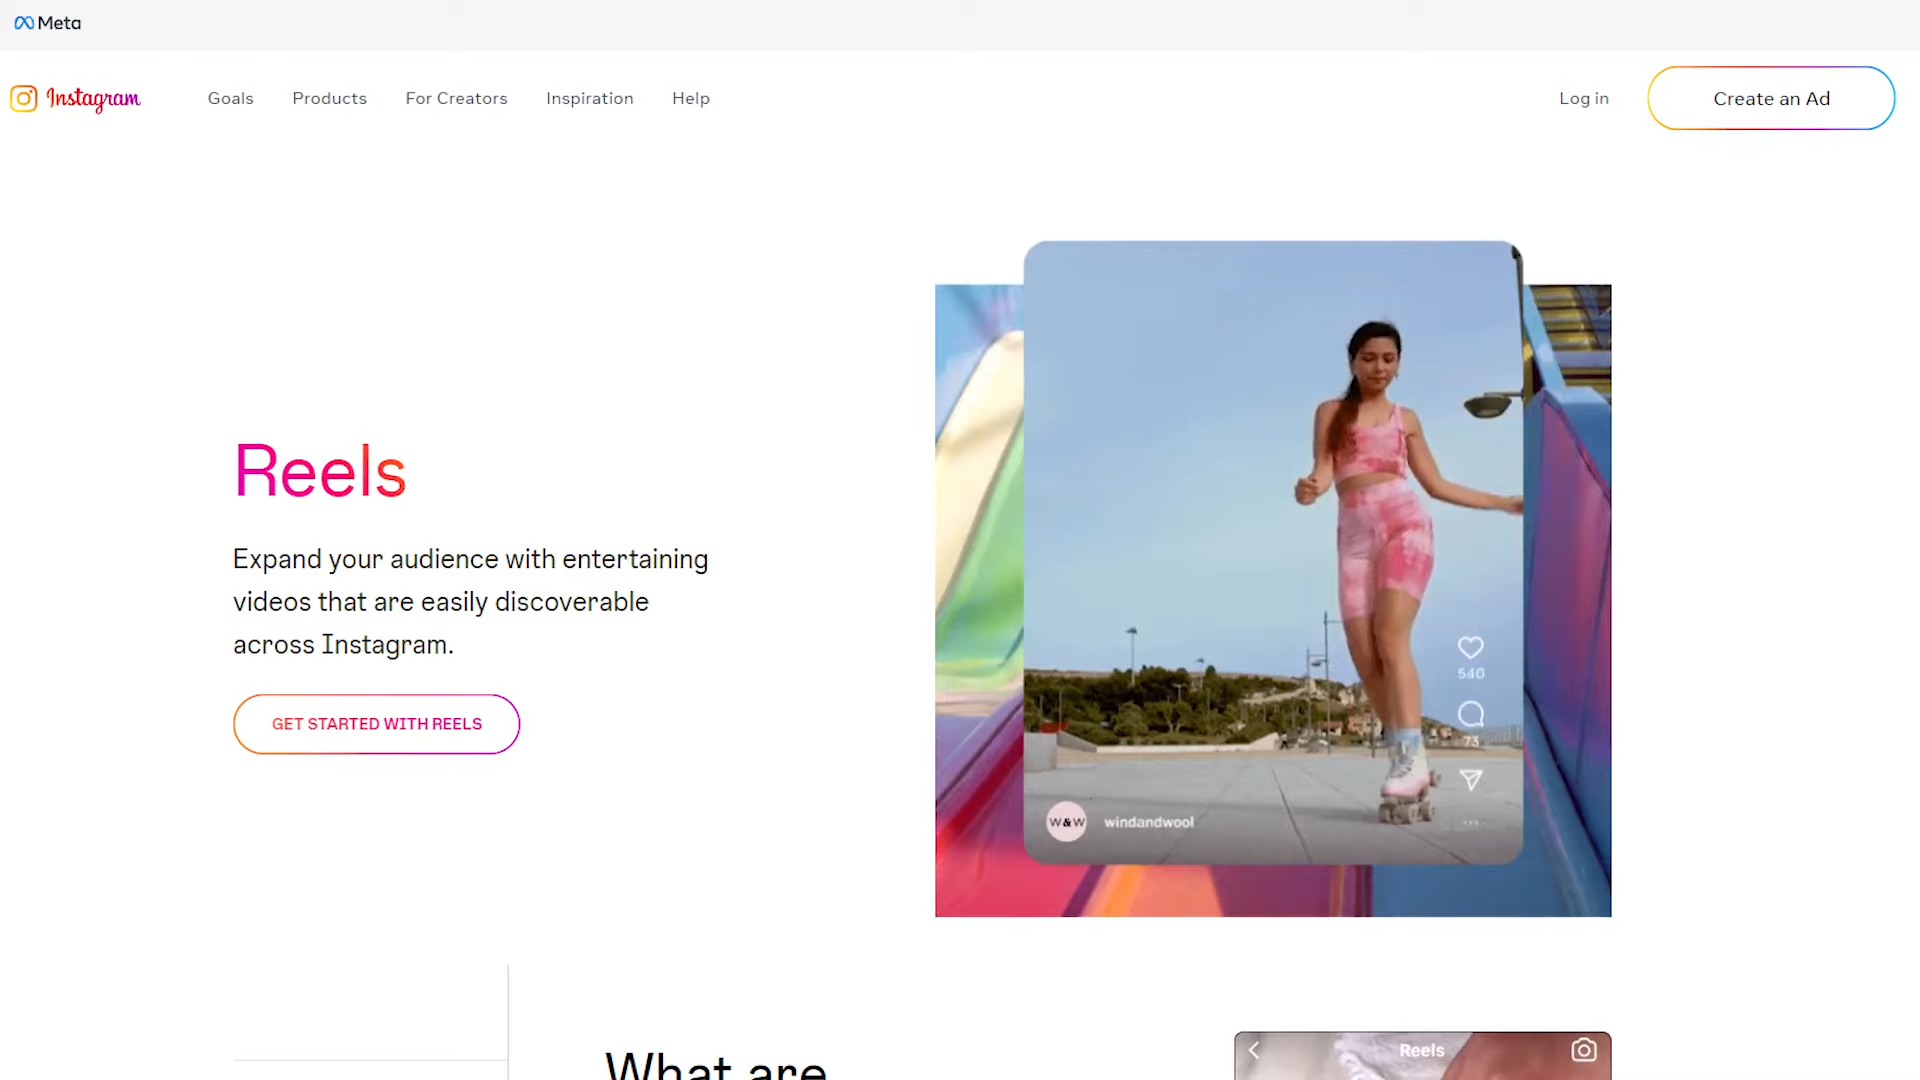 Meta
Instagram
Goals
Products
For Creators
Inspiration
Help
Log in
Create an Ad
Reels
Expand your audience with entertaining
videos that are easily discoverable
across Instagram.
GET STARTED WITH REELS
540
73
W&W
windandwool
What are
Reels